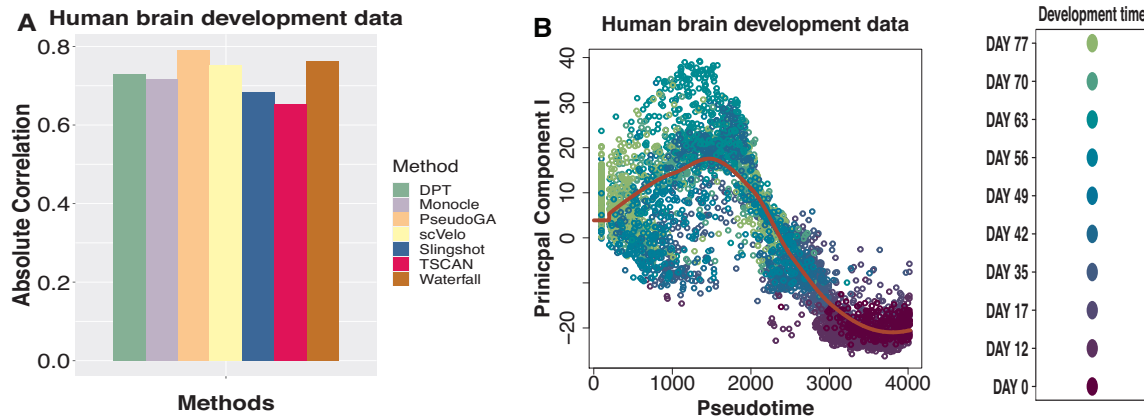 A
Human brain development data
0.8
0.6
0.4
0.2
0.0
Absolute Correlation
Methods
Method
DPT
Monocle
PseudoGA
scVelo
Slingshot
TSCAN
Waterfall
B
Human brain development data
40
20
10
0
−20
Prinicpal Component I
0 1000 2000 3000 4000
Pseudotime
Development time
DAY 77
DAY 70
DAY 63
DAY 56
DAY 49
DAY 42
DAY 35
DAY 17
DAY 12
DAY 0